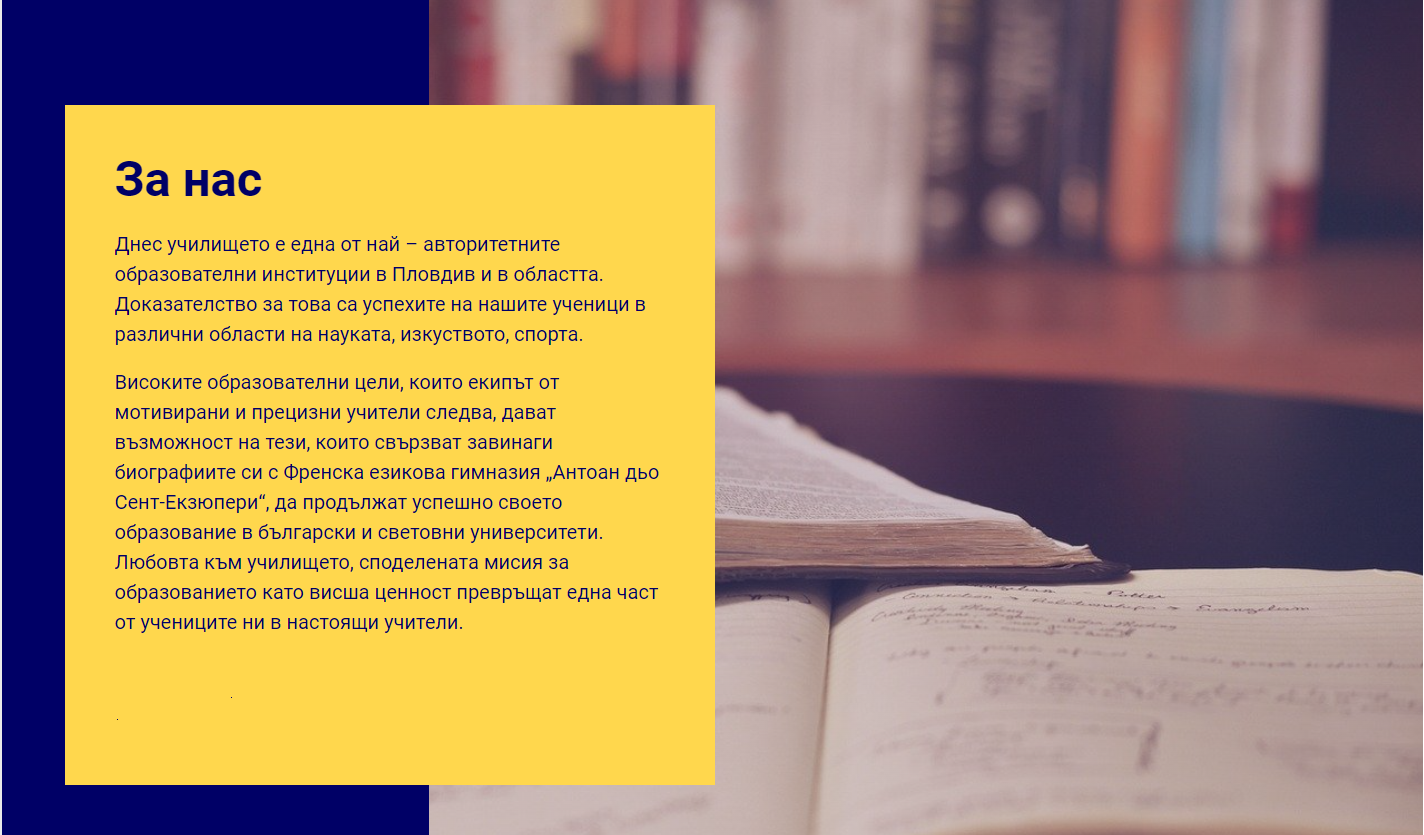 За нас
Днес училището е една от най – авторитетните
образователни институции в Пловдив и в областта.
Доказателство за това са успехите на нашите ученици в
различни области на науката, изкуството, спорта.
Високите образователни цели, които екипът от
мотивирани и прецизни учители следва, дават
възможност на тези, които свързват завинаги
биографиите си с Френска езикова гимназия „Антоан дьо
Сент-Екзюпери“, да продължат успешно своето
образование в български и световни университети.
Любовта към училището, споделената мисия за
образованието като висша ценност превръщат една част
от учениците ни в настоящи учители.